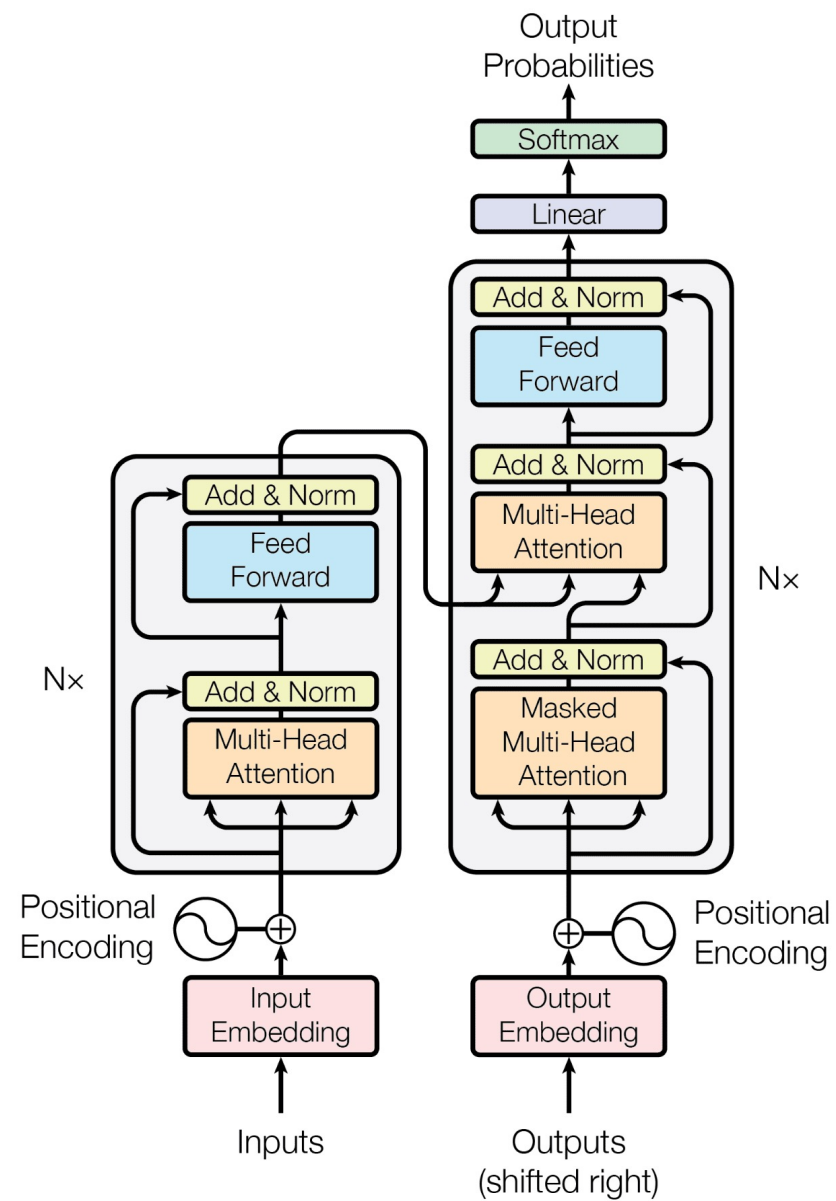 Output
Probabilities
Softmax
Linear
Add & Norm
Feed
Forward
Add & Norm
Multi-Head
Attention
Nx
Add & Norm
Masked
Multi-Head
Attention
Add & Norm
Feed
Forward
Nx
Add & Norm
Multi-Head
Attention
Positional
Encoding
Positional
Encoding
Input
Embedding
Output
Embedding
Inputs
Outputs
(shifted right)